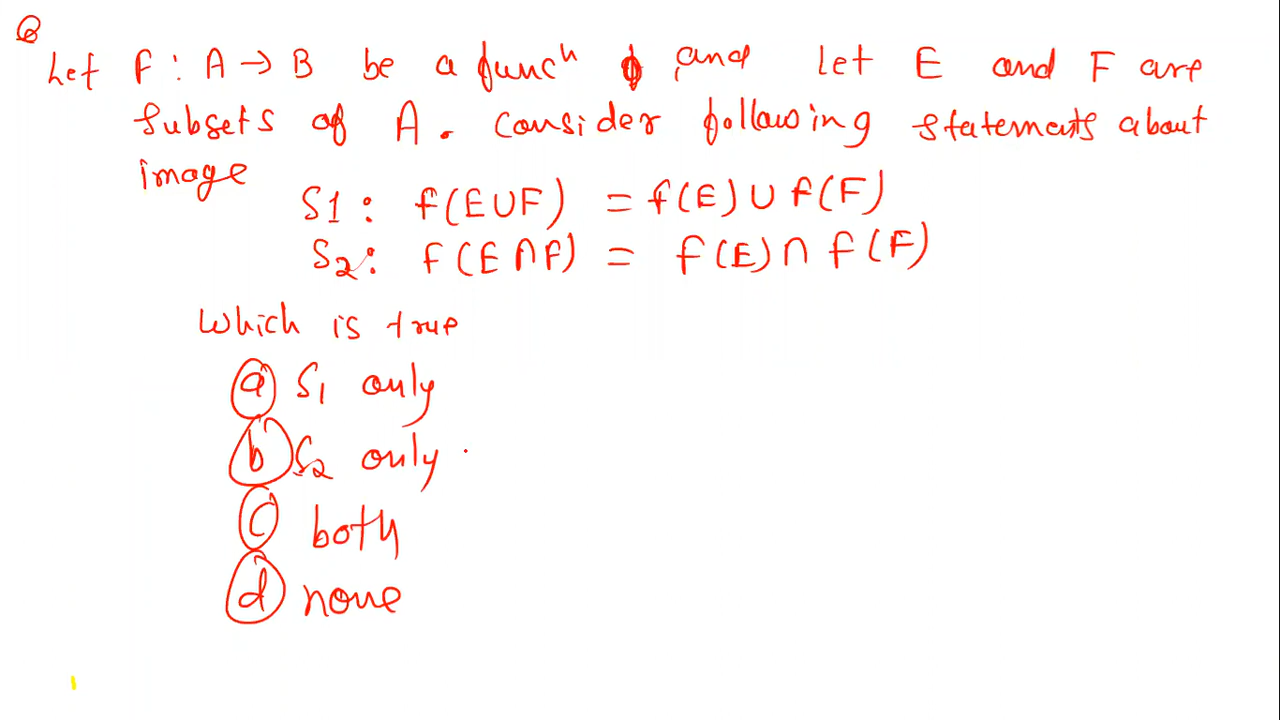 Q
Let f : A → B be a funcⁿ and let E and F are
subsets of A. consider following statements about
image
S1 : f(E∪F) = f(E) ∪ f(F)
S2 : f(E∩F) = f(E) ∩ f(F)
Which is true
a S1 only
b S2 only
c both
d none